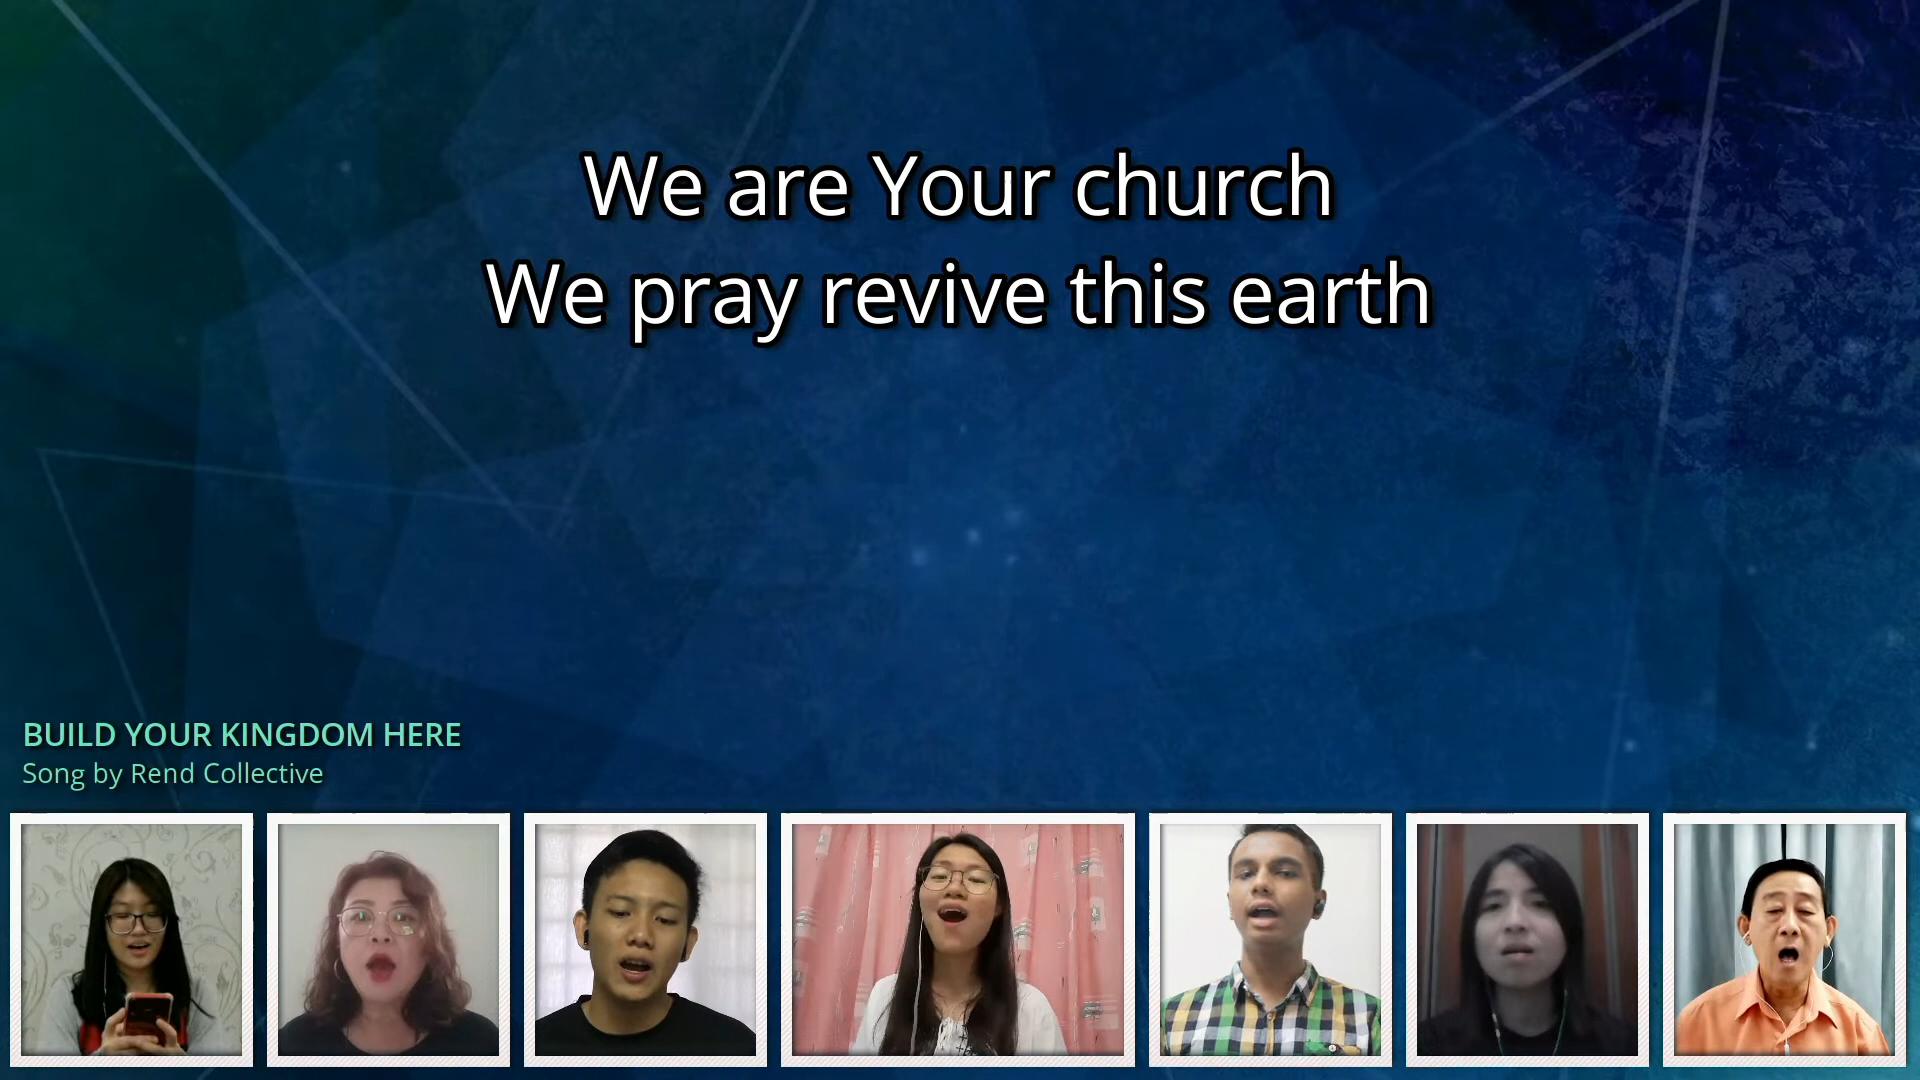 We are Your church
We pray revive this earth
BUILD YOUR KINGDOM HERE
Song by Rend Collective